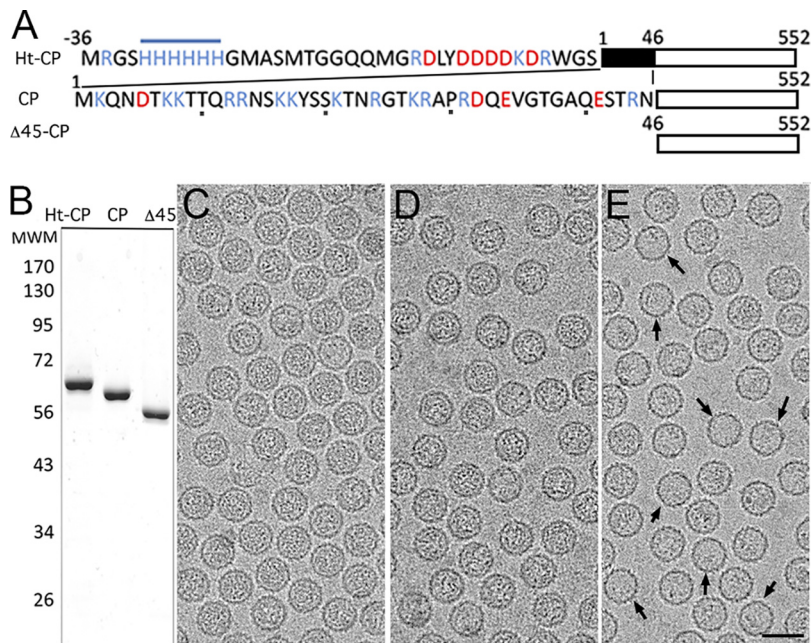 A
-36 1 46 552
Ht-CP MRGSHHHHHHGMASMTGGQQMGRDLYDDDDKDRWGS
1 552
CP MKQNDTKKTTQRRNSKKYSSKTNRGTKRAPRDQEVGTGAQESTRN
46 552
Δ45-CP
B Ht-CP CP Δ45 C D E
MWM
170
130
95
72
56
43
34
26